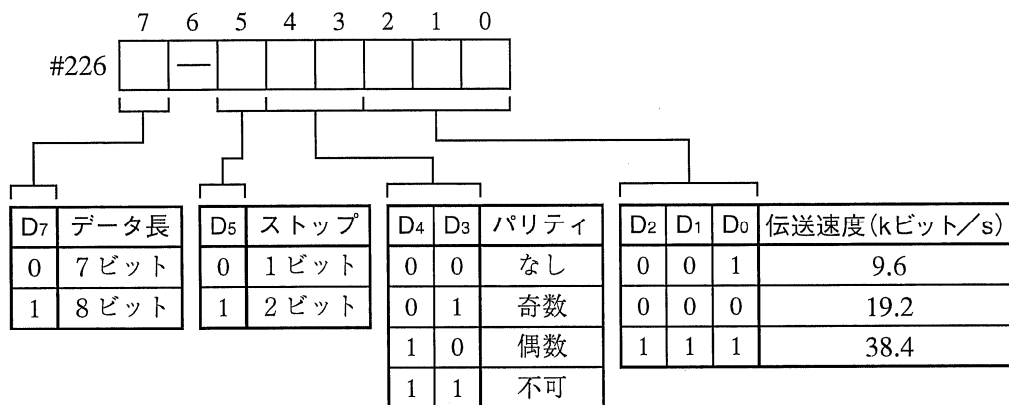 7 6 5 4 3 2 1 0
#226 —
D7 データ長
0 7ビット
1 8ビット
D5 ストップ
0 1ビット
1 2ビット
D4 D3 パリティ
0 0 なし
0 1 奇数
1 0 偶数
1 1 不可
D2 D1 D0 伝送速度(kビット/s)
0 0 1 9.6
0 0 0 19.2
1 1 1 38.4